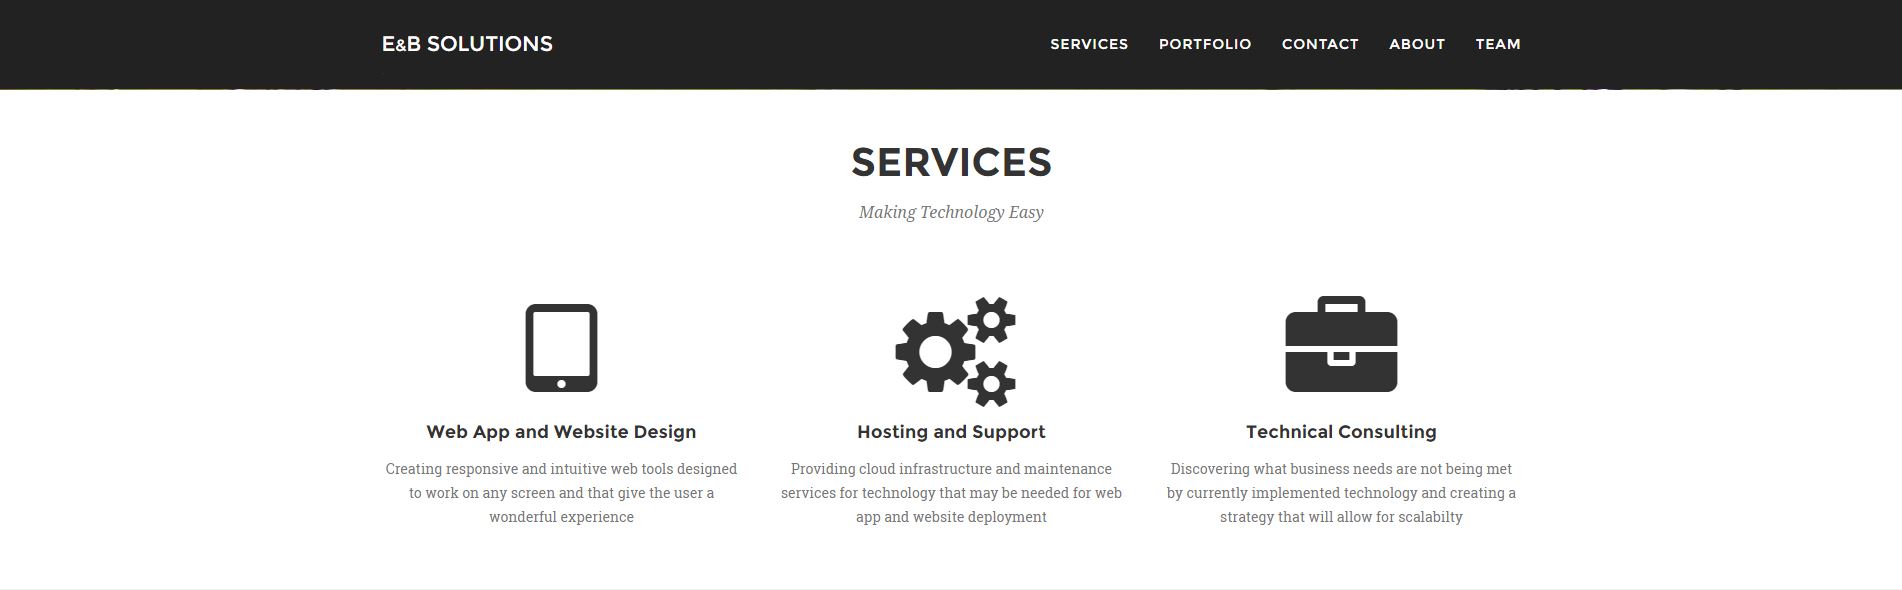 E&B SOLUTIONS
SERVICES PORTFOLIO CONTACT ABOUT TEAM
SERVICES
Making Technology Easy
Web App and Website Design
Creating responsive and intuitive web tools designed
to work on any screen and that give the user a
wonderful experience
Hosting and Support
Providing cloud infrastructure and maintenance
services for technology that may be needed for web
app and website deployment
Technical Consulting
Discovering what business needs are not being met
by currently implemented technology and creating a
strategy that will allow for scalabilty